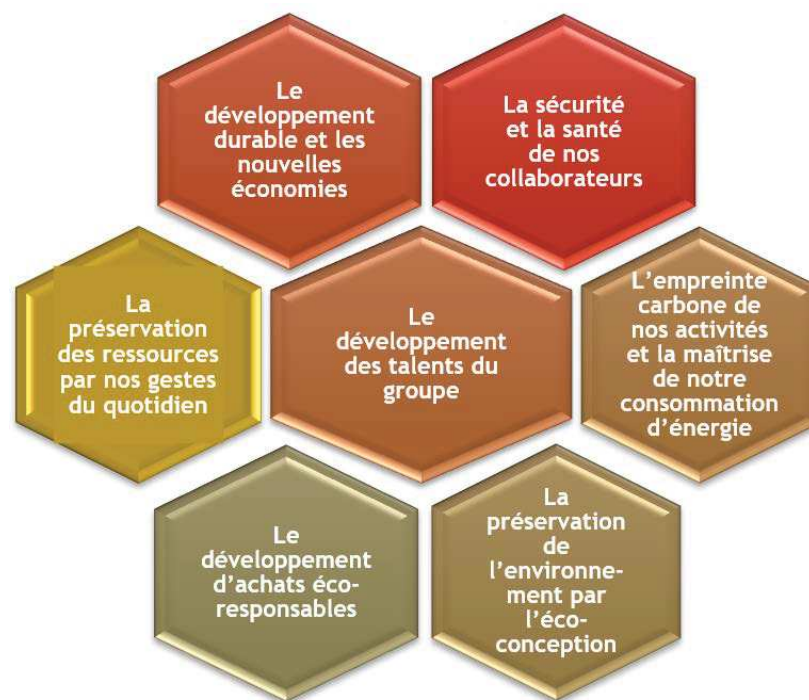 Le
développement
durable et les
nouvelles
économies
La sécurité
et la santé
de nos
collaborateurs
La
préservation
des ressources
par nos gestes
du quotidien
Le
développement
des talents du
groupe
L'empreinte
carbone de
nos activités
et la maîtrise
de notre
consommation
d'énergie
Le
développement
d'achats éco-
responsables
La
préservation
de
l'environne-
ment par
l'éco-
conception